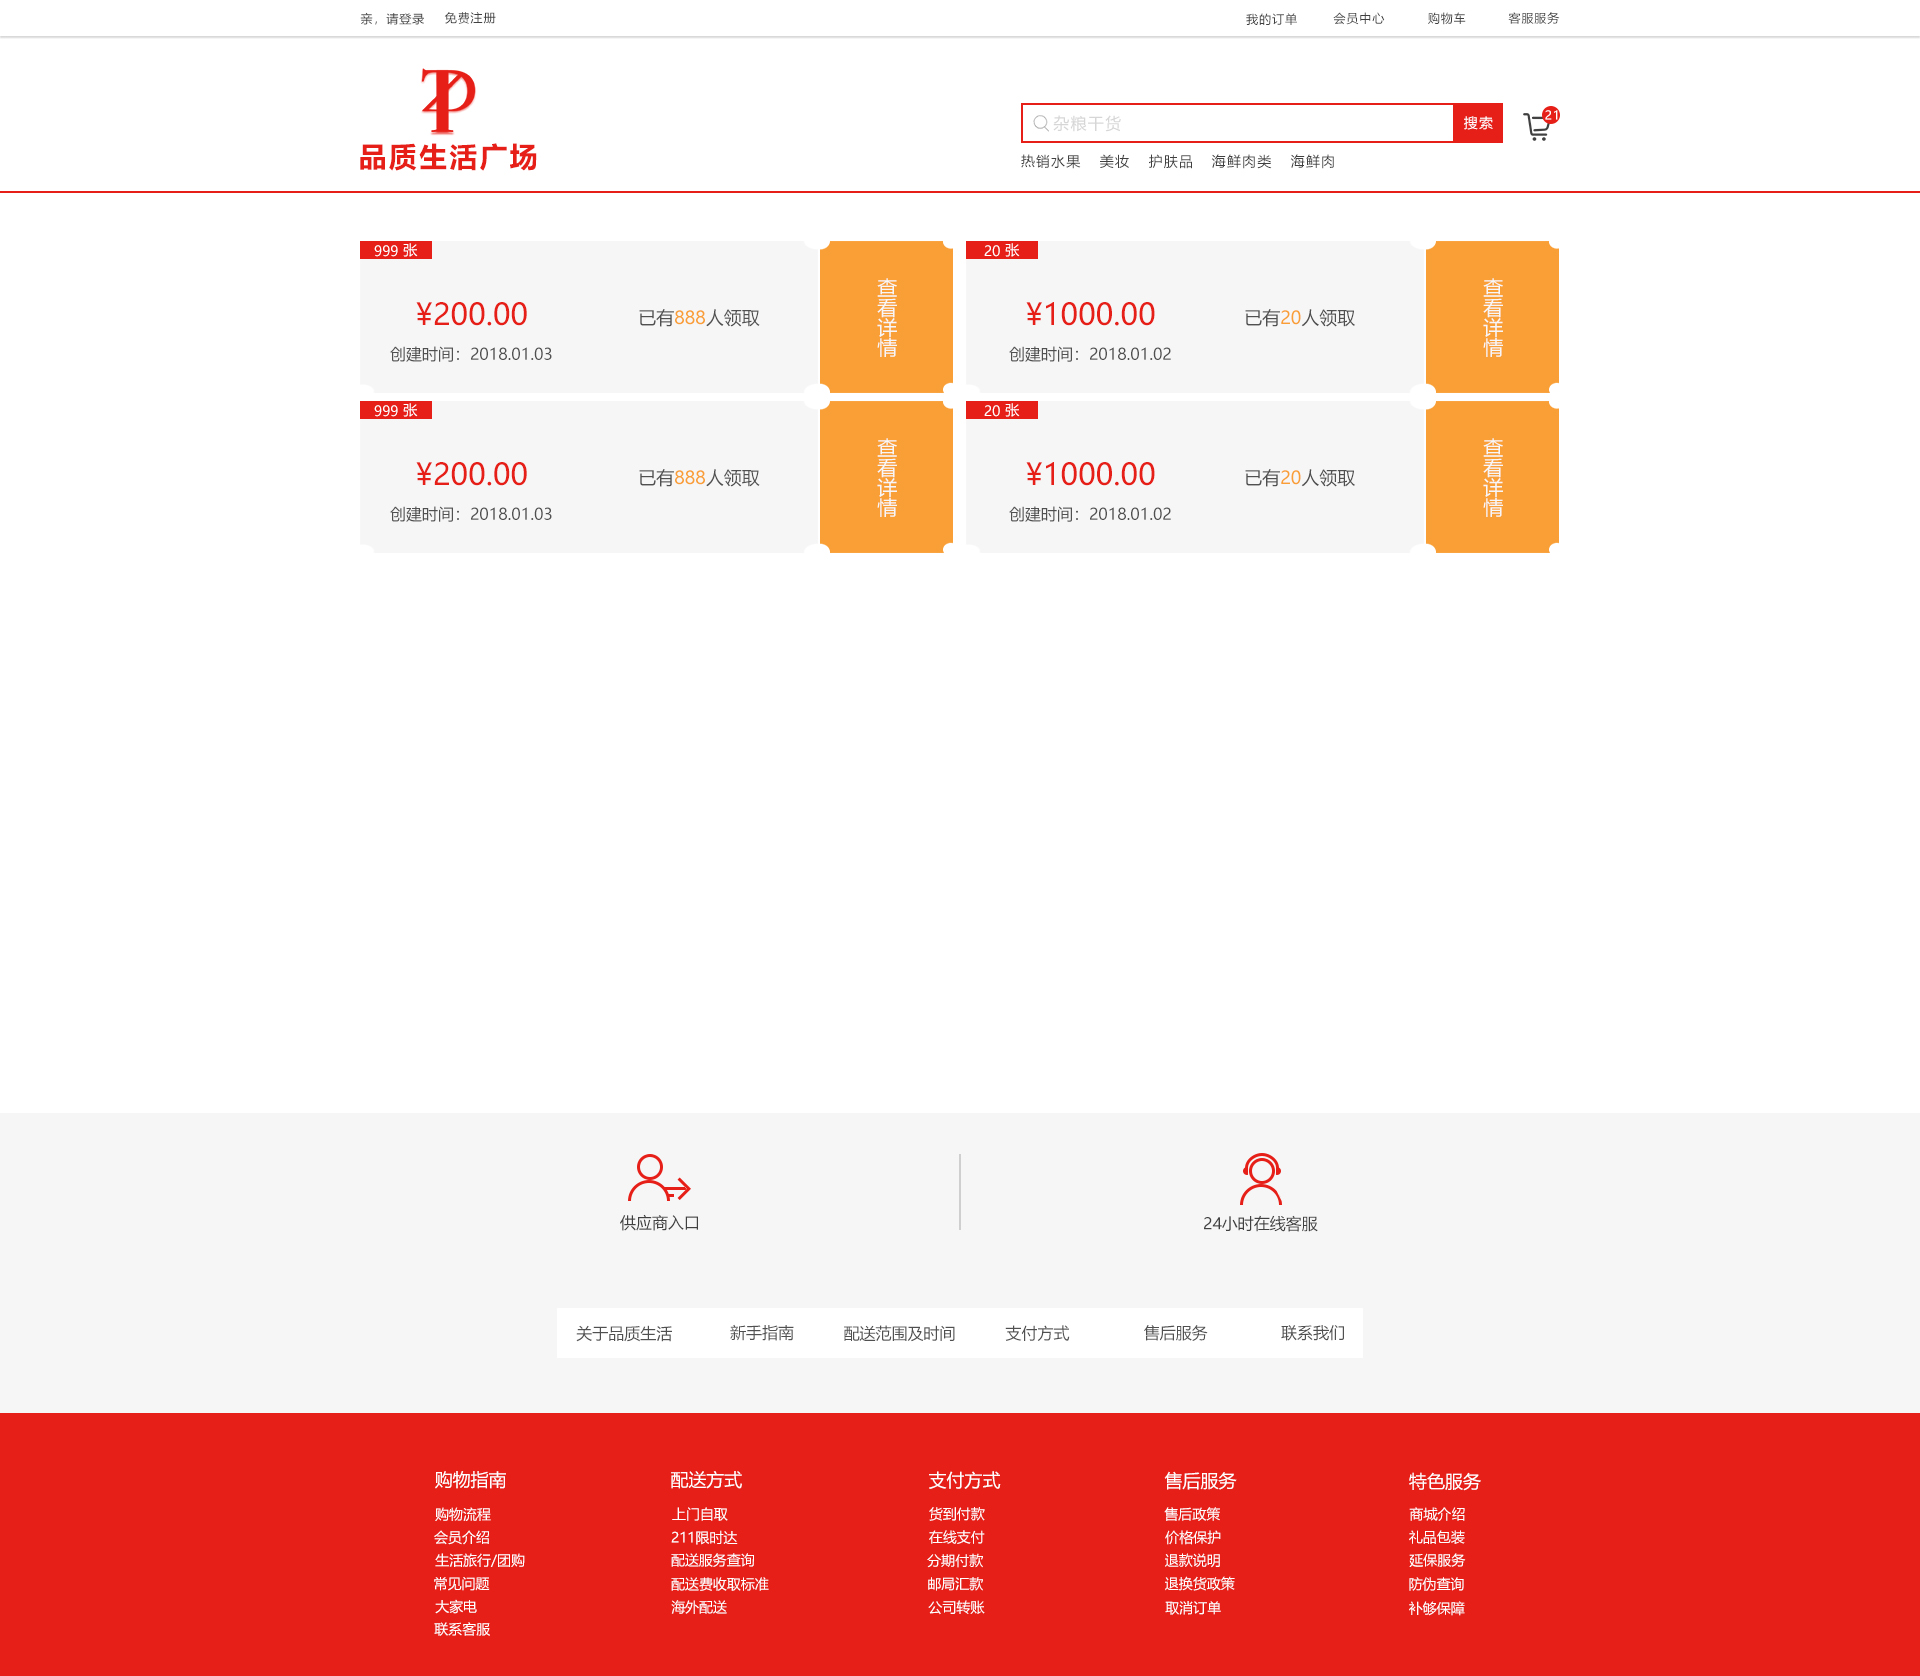 亲，请登录 免费注册 我的订单 会员中心 购物车 客服服务
品质生活广场
杂粮干货 搜索 21
热销水果 美妆 护肤品 海鲜肉类 海鲜肉
999 张
¥200.00
已有888人领取
创建时间：2018.01.03
查看详情
20 张
¥1000.00
已有20人领取
创建时间：2018.01.02
查看详情
999 张
¥200.00
已有888人领取
创建时间：2018.01.03
查看详情
20 张
¥1000.00
已有20人领取
创建时间：2018.01.02
查看详情
供应商入口
24小时在线客服
关于品质生活 新手指南 配送范围及时间 支付方式 售后服务 联系我们
购物指南
购物流程
会员介绍
生活旅行/团购
常见问题
大家电
联系客服
配送方式
上门自取
211限时达
配送服务查询
配送费收取标准
海外配送
支付方式
货到付款
在线支付
分期付款
邮局汇款
公司转账
售后服务
售后政策
价格保护
退款说明
退换货政策
取消订单
特色服务
商城介绍
礼品包装
延保服务
防伪查询
补够保障